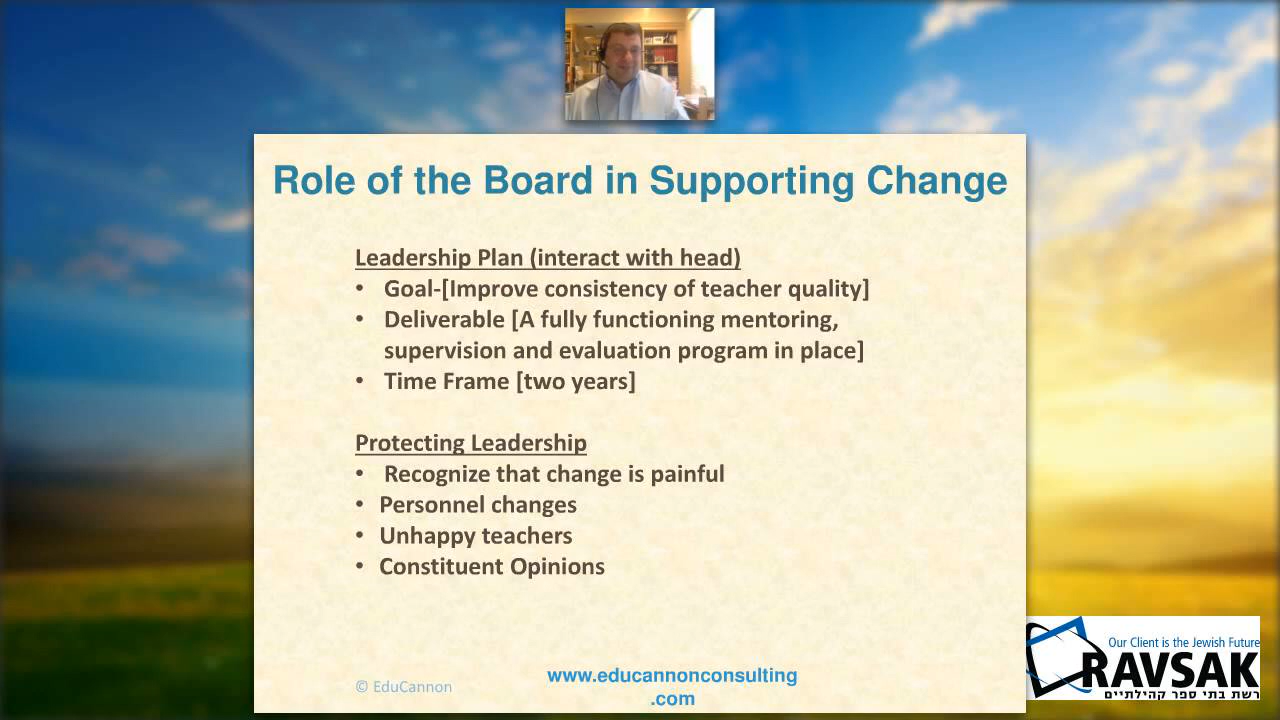 Role of the Board in Supporting Change
Leadership Plan (interact with head)
• Goal-[Improve consistency of teacher quality]
• Deliverable [A fully functioning mentoring,
supervision and evaluation program in place]
• Time Frame [two years]
Protecting Leadership
• Recognize that change is painful
• Personnel changes
• Unhappy teachers
• Constituent Opinions
© EduCannon
www.educannonconsulting
.com
Our Client is the Jewish Future
RAVSAK
רשת בתי ספר קהילתיים